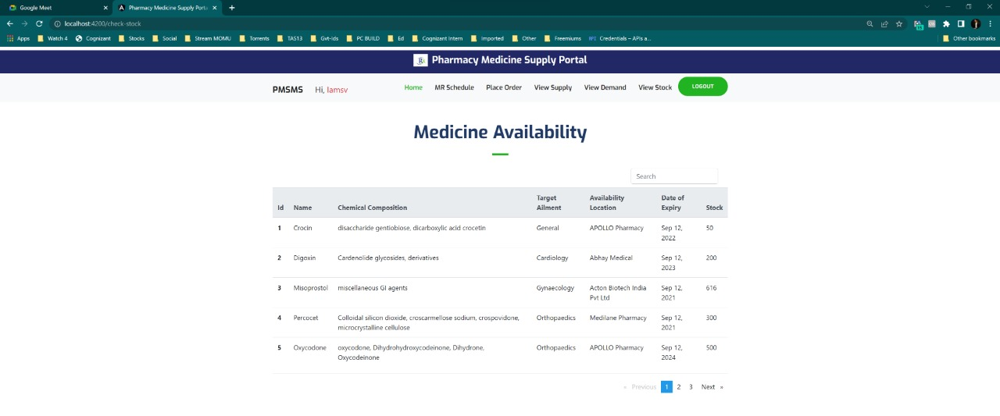 Google Meet
Pharmacy Medicine Supply Porta
localhost:4200/check-stock
Apps Watch 4 Cognizant Stocks Social Stream MOMU Torrents TAS13 Gvt-Ids PC BUILD Ed Cognizant Intern Imported Other Freemiums API Credentials – APIs a... Other bookmarks
Pharmacy Medicine Supply Portal
PMSMS Hi, Iamsv Home MR Schedule Place Order View Supply View Demand View Stock LOGOUT
Medicine Availability
Search
Id Name Chemical Composition Target Ailment Availability Location Date of Expiry Stock
1 Crocin disaccharide gentiobiose, dicarboxylic acid crocetin General APOLLO Pharmacy Sep 12, 2022 50
2 Digoxin Cardenolide glycosides, derivatives Cardiology Abhay Medical Sep 12, 2023 200
3 Misoprostol miscellaneous GI agents Gynaecology Acton Biotech India Pvt Ltd Sep 12, 2021 616
4 Percocet Colloidal silicon dioxide, croscarmellose sodium, crospovidone, microcrystalline cellulose Orthopaedics Medilane Pharmacy Sep 12, 2021 300
5 Oxycodone oxycodone, Dihydrohydroxycodeinone, Dihydrone, Oxycodeinone Orthopaedics APOLLO Pharmacy Sep 12, 2024 500
« Previous 1 2 3 Next »